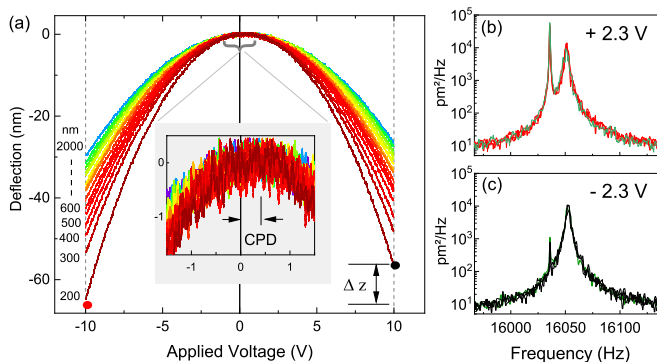 (a)
Deflection (nm)
0
-20
-40
-60
nm
2000
600
500
400
300
200
0
-1
CPD
-1
0
1
Δ z
-10
-5
0
5
10
Applied Voltage (V)
(b)
+ 2.3 V
pm²/Hz
10⁵
10⁴
10³
10²
10¹
(c)
- 2.3 V
pm²/Hz
10⁵
10⁴
10³
10²
10¹
16000
16050
16100
Frequency (Hz)